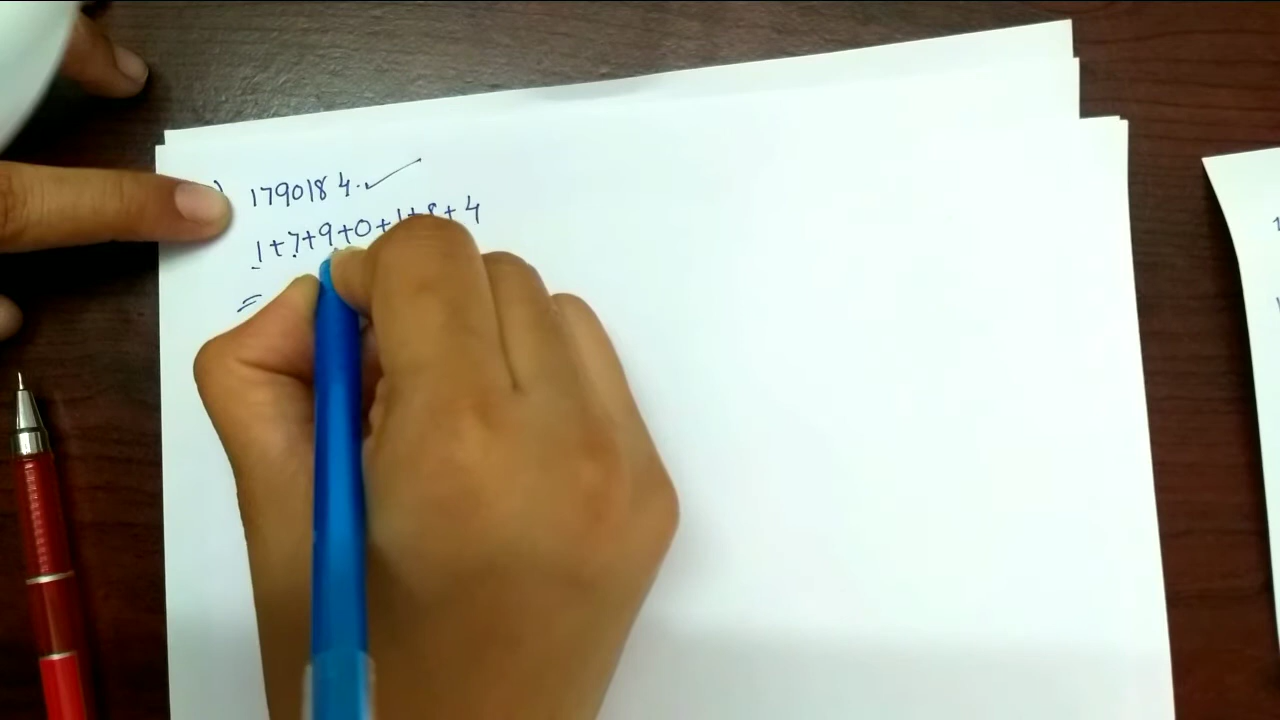 ) 1790184. ✓
1+7+9+0+1+8+4
=